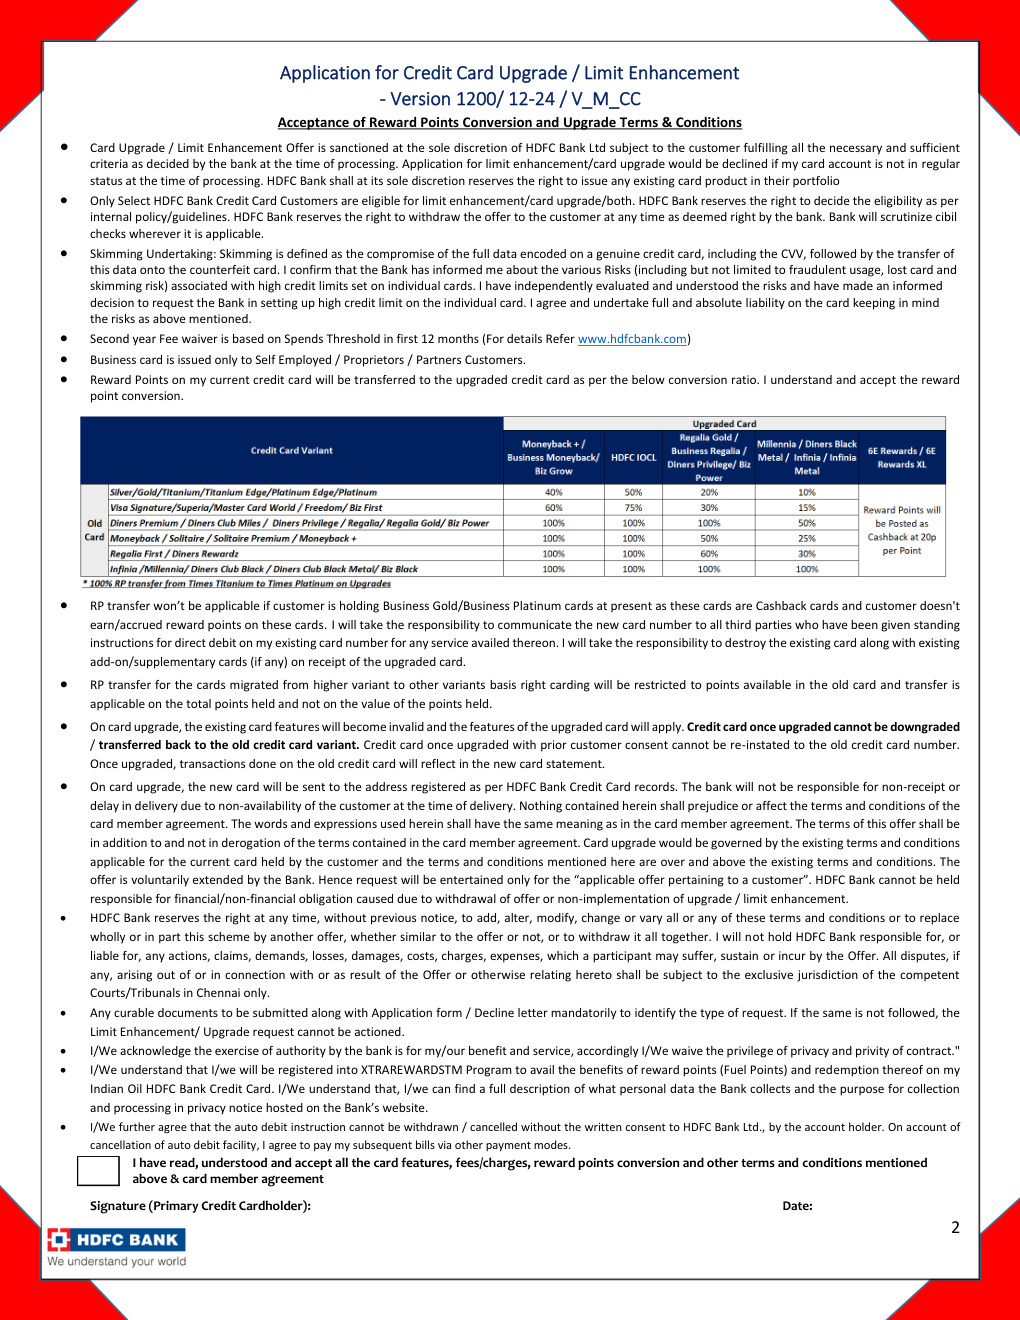 Application for Credit Card Upgrade / Limit Enhancement
- Version 1200/ 12-24 / V_M_CC
Acceptance of Reward Points Conversion and Upgrade Terms & Conditions
● Card Upgrade / Limit Enhancement Offer is sanctioned at the sole discretion of HDFC Bank Ltd subject to the customer fulfilling all the necessary and sufficient
criteria as decided by the bank at the time of processing. Application for limit enhancement/card upgrade would be declined if my card account is not in regular
status at the time of processing. HDFC Bank shall at its sole discretion reserves the right to issue any existing card product in their portfolio
● Only Select HDFC Bank Credit Card Customers are eligible for limit enhancement/card upgrade/both. HDFC Bank reserves the right to decide the eligibility as per
internal policy/guidelines. HDFC Bank reserves the right to withdraw the offer to the customer at any time as deemed right by the bank. Bank will scrutinize cibil
checks wherever it is applicable.
● Skimming Undertaking: Skimming is defined as the compromise of the full data encoded on a genuine credit card, including the CVV, followed by the transfer of
this data onto the counterfeit card. I confirm that the Bank has informed me about the various Risks (including but not limited to fraudulent usage, lost card and
skimming risk) associated with high credit limits set on individual cards. I have independently evaluated and understood the risks and have made an informed
decision to request the Bank in setting up high credit limit on the individual card. I agree and undertake full and absolute liability on the card keeping in mind
the risks as above mentioned.
● Second year Fee waiver is based on Spends Threshold in first 12 months (For details Refer www.hdfcbank.com)
● Business card is issued only to Self Employed / Proprietors / Partners Customers.
● Reward Points on my current credit card will be transferred to the upgraded credit card as per the below conversion ratio. I understand and accept the reward
point conversion.
Upgraded Card
Credit Card Variant
Moneyback + /
Business Moneyback/
Biz Grow
HDFC IOCL
Regalia Gold /
Business Regalia /
Diners Privilege/ Biz
Power
Millennia / Diners Black
Metal / Infinia / Infinia
Metal
6E Rewards / 6E
Rewards XL
Old
Card
Silver/Gold/Titanium/Titanium Edge/Platinum Edge/Platinum 40% 50% 20% 10%
Visa Signature/Superia/Master Card World / Freedom/ Biz First 60% 75% 30% 15%
Diners Premium / Diners Club Miles / Diners Privilege / Regalia/ Regalia Gold/ Biz Power 100% 100% 100% 50%
Moneyback / Solitaire / Solitaire Premium / Moneyback + 100% 100% 50% 25%
Regalia First / Diners Rewardz 100% 100% 60% 30%
Infinia /Millennia/ Diners Club Black / Diners Club Black Metal/ Biz Black 100% 100% 100% 100%
Reward Points will
be Posted as
Cashback at 20p
per Point
* 100% RP transfer from Times Titanium to Times Platinum on Upgrades
● RP transfer won't be applicable if customer is holding Business Gold/Business Platinum cards at present as these cards are Cashback cards and customer doesn't
earn/accrued reward points on these cards. I will take the responsibility to communicate the new card number to all third parties who have been given standing
instructions for direct debit on my existing card number for any service availed thereon. I will take the responsibility to destroy the existing card along with existing
add-on/supplementary cards (if any) on receipt of the upgraded card.
● RP transfer for the cards migrated from higher variant to other variants basis right carding will be restricted to points available in the old card and transfer is
applicable on the total points held and not on the value of the points held.
● On card upgrade, the existing card features will become invalid and the features of the upgraded card will apply. Credit card once upgraded cannot be downgraded
/ transferred back to the old credit card variant. Credit card once upgraded with prior customer consent cannot be re-instated to the old credit card number.
Once upgraded, transactions done on the old credit card will reflect in the new card statement.
● On card upgrade, the new card will be sent to the address registered as per HDFC Bank Credit Card records. The bank will not be responsible for non-receipt or
delay in delivery due to non-availability of the customer at the time of delivery. Nothing contained herein shall prejudice or affect the terms and conditions of the
card member agreement. The words and expressions used herein shall have the same meaning as in the card member agreement. The terms of this offer shall be
in addition to and not in derogation of the terms contained in the card member agreement. Card upgrade would be governed by the existing terms and conditions
applicable for the current card held by the customer and the terms and conditions mentioned here are over and above the existing terms and conditions. The
offer is voluntarily extended by the Bank. Hence request will be entertained only for the “applicable offer pertaining to a customer”. HDFC Bank cannot be held
responsible for financial/non-financial obligation caused due to withdrawal of offer or non-implementation of upgrade / limit enhancement.
● HDFC Bank reserves the right at any time, without previous notice, to add, alter, modify, change or vary all or any of these terms and conditions or to replace
wholly or in part this scheme by another offer, whether similar to the offer or not, or to withdraw it all together. I will not hold HDFC Bank responsible for, or
liable for, any actions, claims, demands, losses, damages, costs, charges, expenses, which a participant may suffer, sustain or incur by the Offer. All disputes, if
any, arising out of or in connection with or as result of the Offer or otherwise relating hereto shall be subject to the exclusive jurisdiction of the competent
Courts/Tribunals in Chennai only.
● Any curable documents to be submitted along with Application form / Decline letter mandatorily to identify the type of request. If the same is not followed, the
Limit Enhancement/ Upgrade request cannot be actioned.
● I/We acknowledge the exercise of authority by the bank is for my/our benefit and service, accordingly I/We waive the privilege of privacy and privity of contract."
● I/We understand that I/we will be registered into XTRAREWARDSTM Program to avail the benefits of reward points (Fuel Points) and redemption thereof on my
Indian Oil HDFC Bank Credit Card. I/We understand that, I/we can find a full description of what personal data the Bank collects and the purpose for collection
and processing in privacy notice hosted on the Bank’s website.
● I/We further agree that the auto debit instruction cannot be withdrawn / cancelled without the written consent to HDFC Bank Ltd., by the account holder. On account of
cancellation of auto debit facility, I agree to pay my subsequent bills via other payment modes.
I have read, understood and accept all the card features, fees/charges, reward points conversion and other terms and conditions mentioned
above & card member agreement
Signature (Primary Credit Cardholder): Date:
2
HDFC BANK
We understand your world